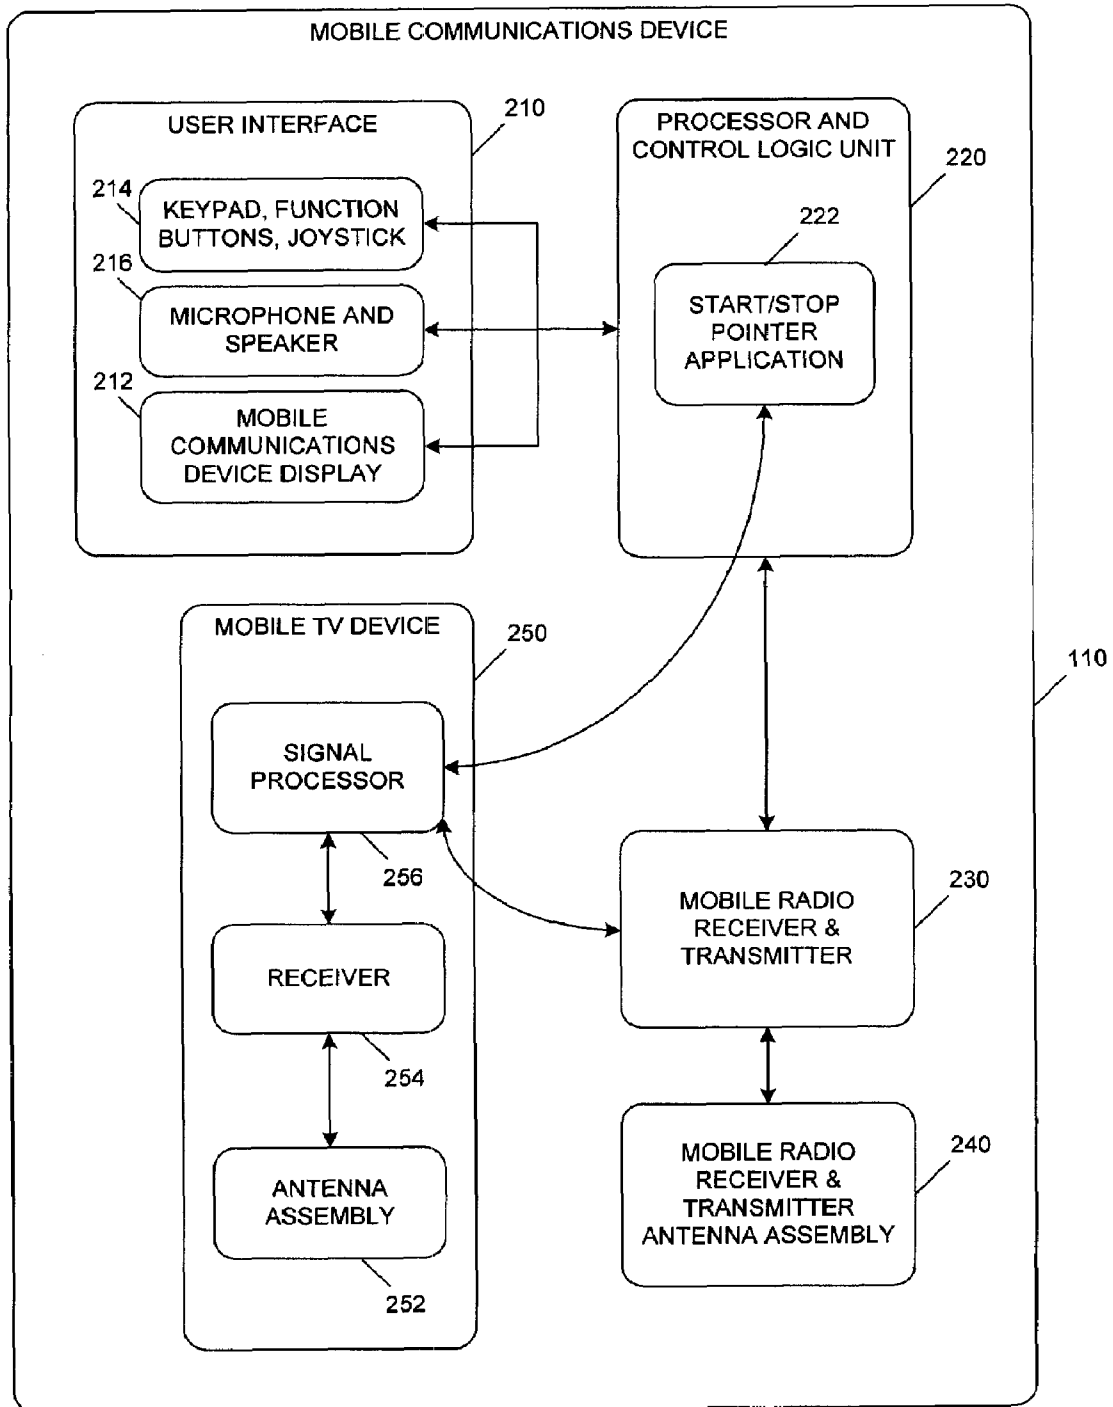 MOBILE COMMUNICATIONS DEVICE
USER INTERFACE
210
214
KEYPAD, FUNCTION
BUTTONS, JOYSTICK
216
MICROPHONE AND
SPEAKER
212
MOBILE
COMMUNICATIONS
DEVICE DISPLAY
PROCESSOR AND
CONTROL LOGIC UNIT
220
222
START/STOP
POINTER
APPLICATION
MOBILE TV DEVICE
250
110
SIGNAL
PROCESSOR
256
RECEIVER
254
ANTENNA
ASSEMBLY
252
MOBILE RADIO
RECEIVER &
TRANSMITTER
230
MOBILE RADIO
RECEIVER &
TRANSMITTER
ANTENNA ASSEMBLY
240